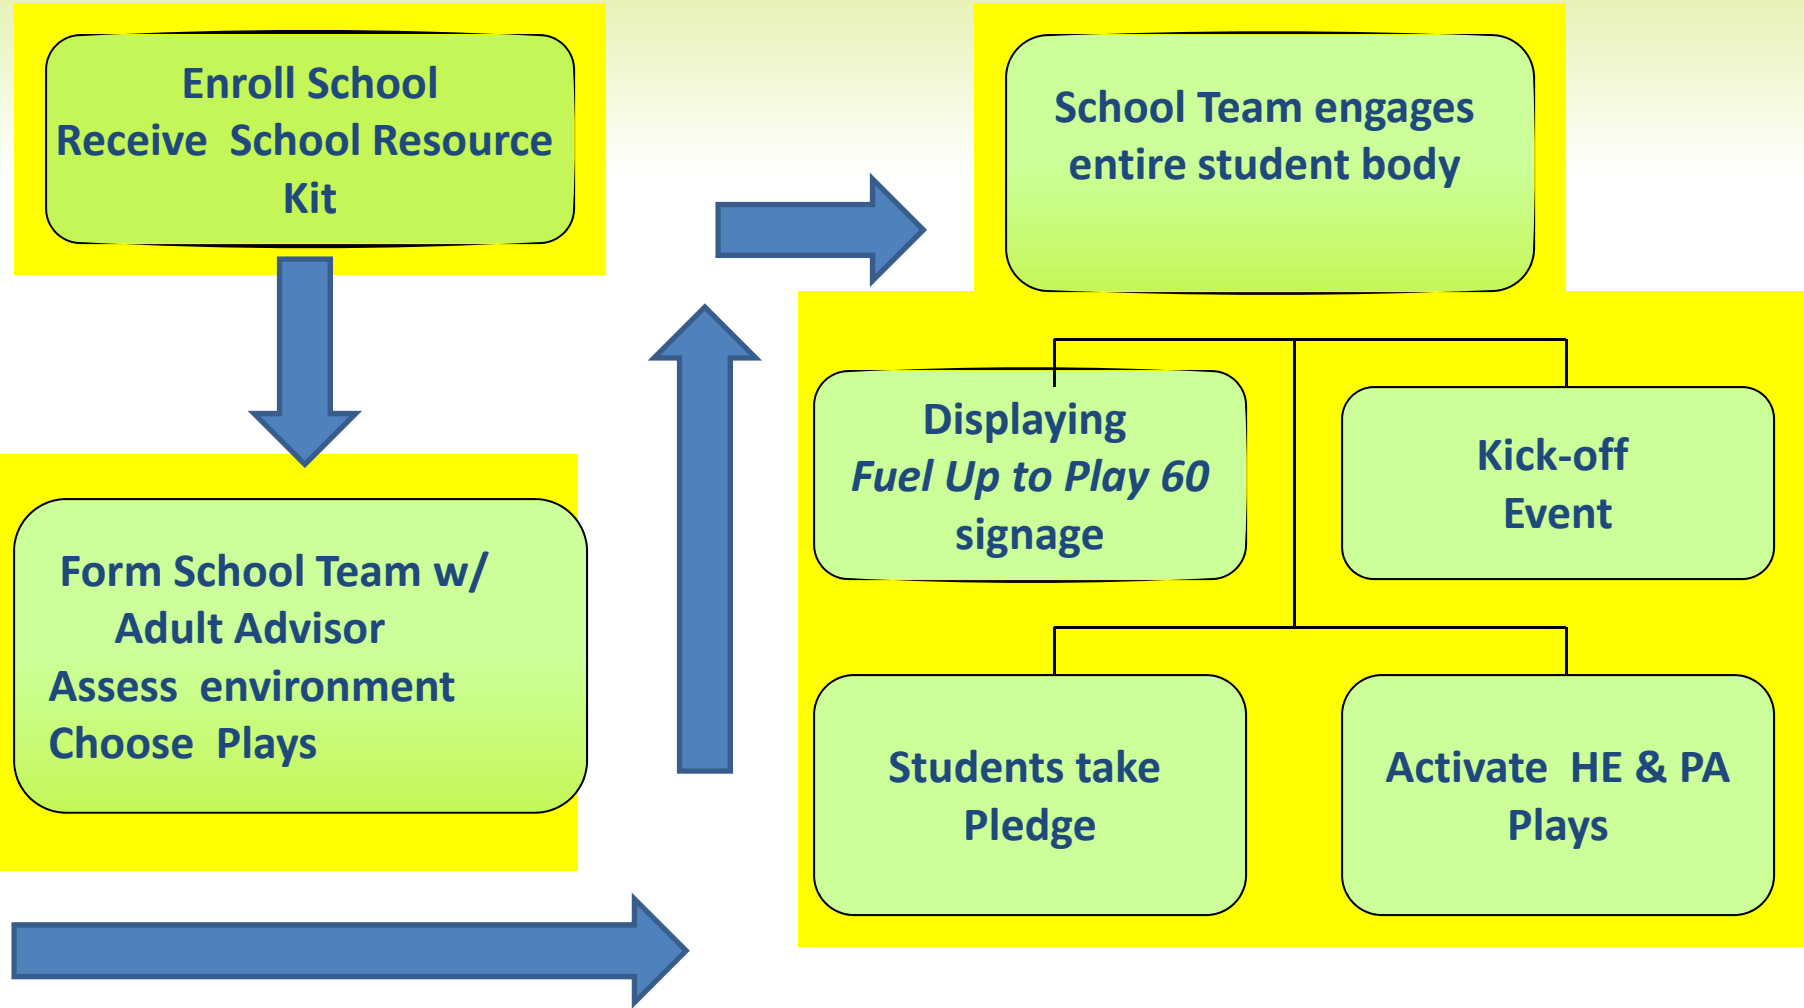 Enroll School
Receive School Resource
Kit
Form School Team w/
Adult Advisor
Assess environment
Choose Plays
School Team engages
entire student body
Displaying
Fuel Up to Play 60
signage
Kick-off
Event
Students take
Pledge
Activate HE & PA
Plays